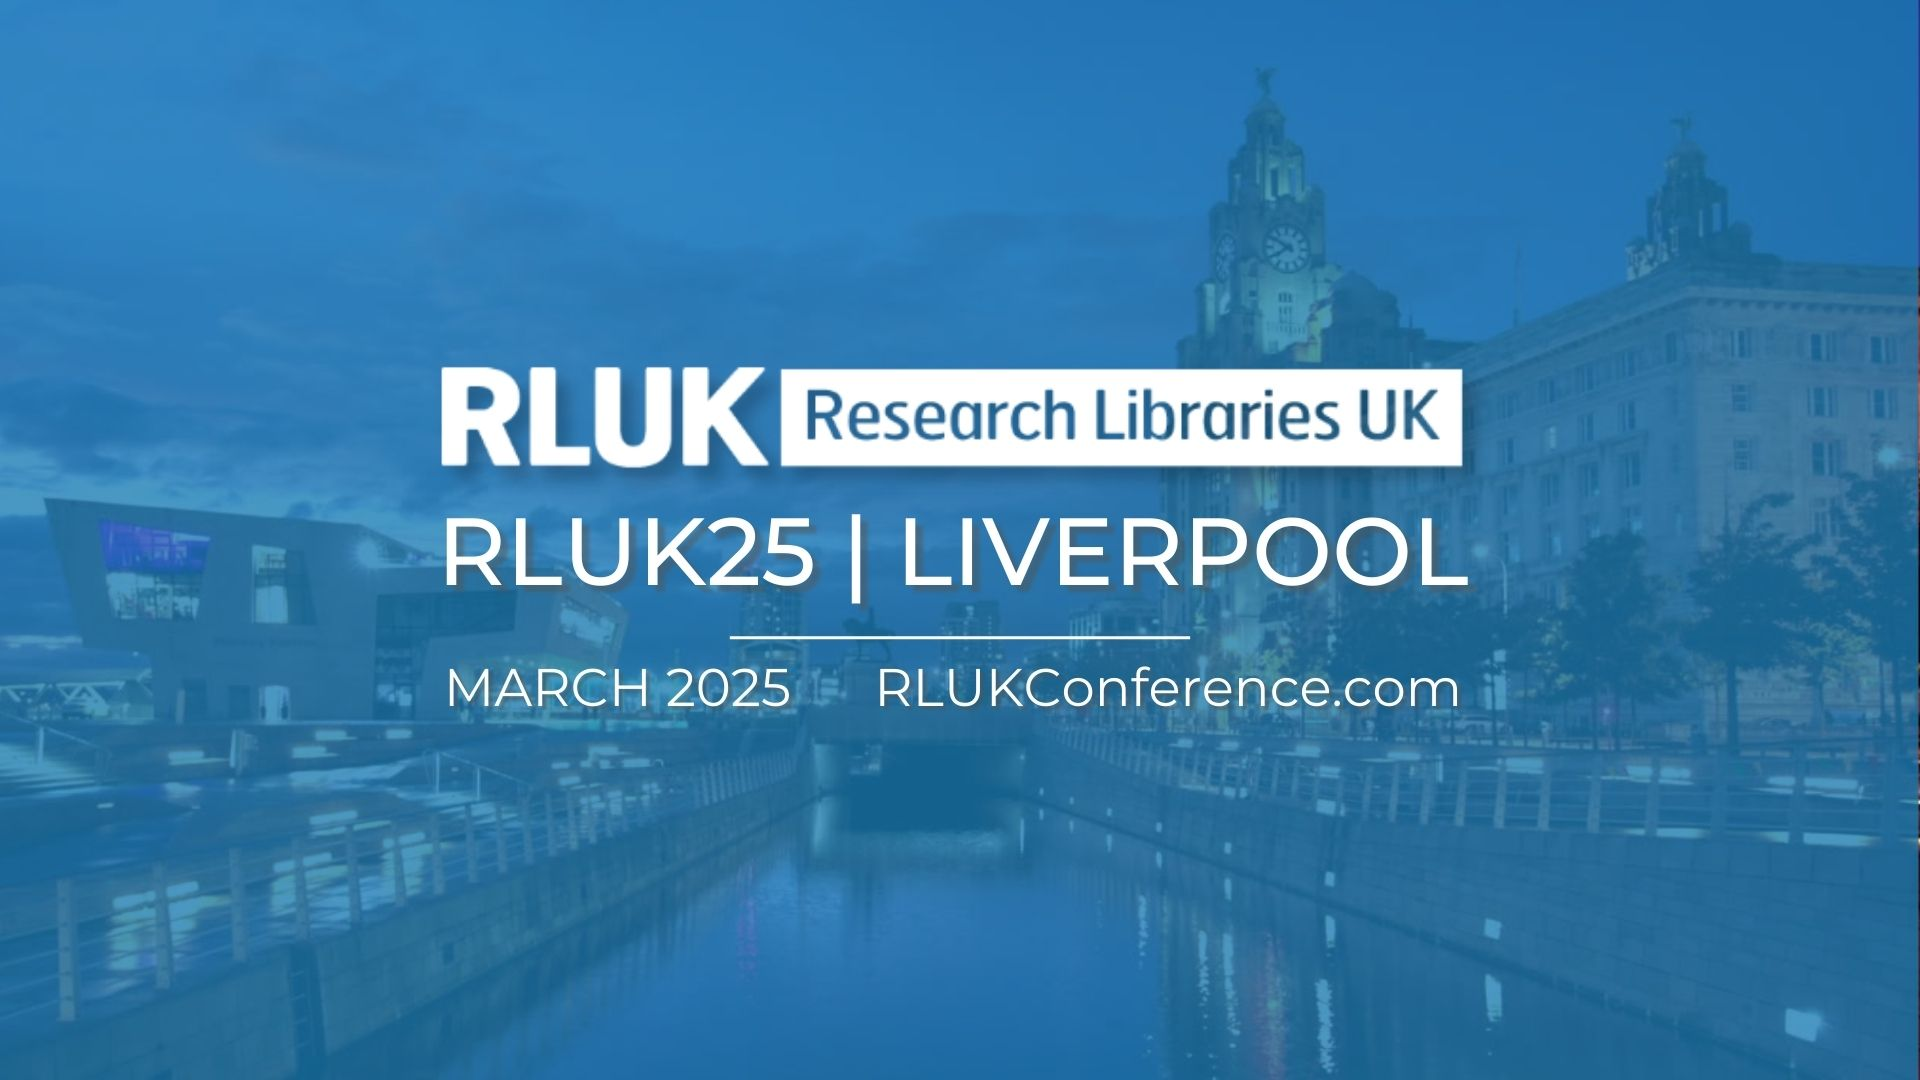 RLUK Research Libraries UK
RLUK25 | LIVERPOOL
MARCH 2025 RLUKConference.com